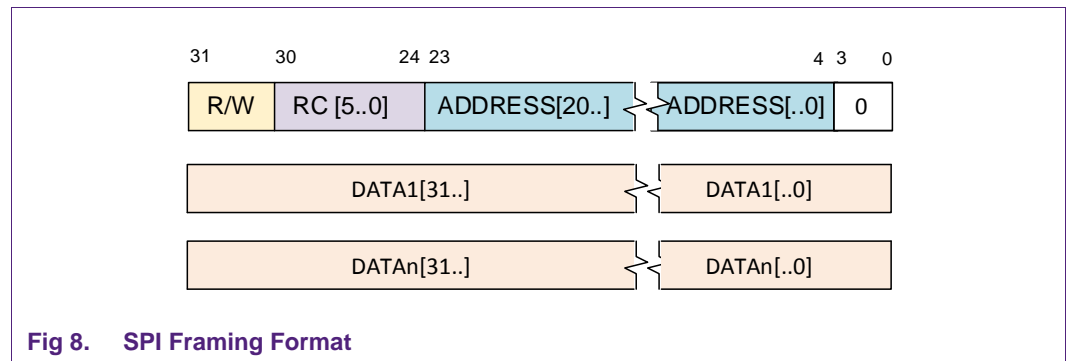 31 30 24 23 4 3 0
R/W RC [5..0] ADDRESS[20..] ADDRESS[..0] 0
DATA1[31..] DATA1[..0]
DATAn[31..] DATAn[..0]
Fig 8. SPI Framing Format